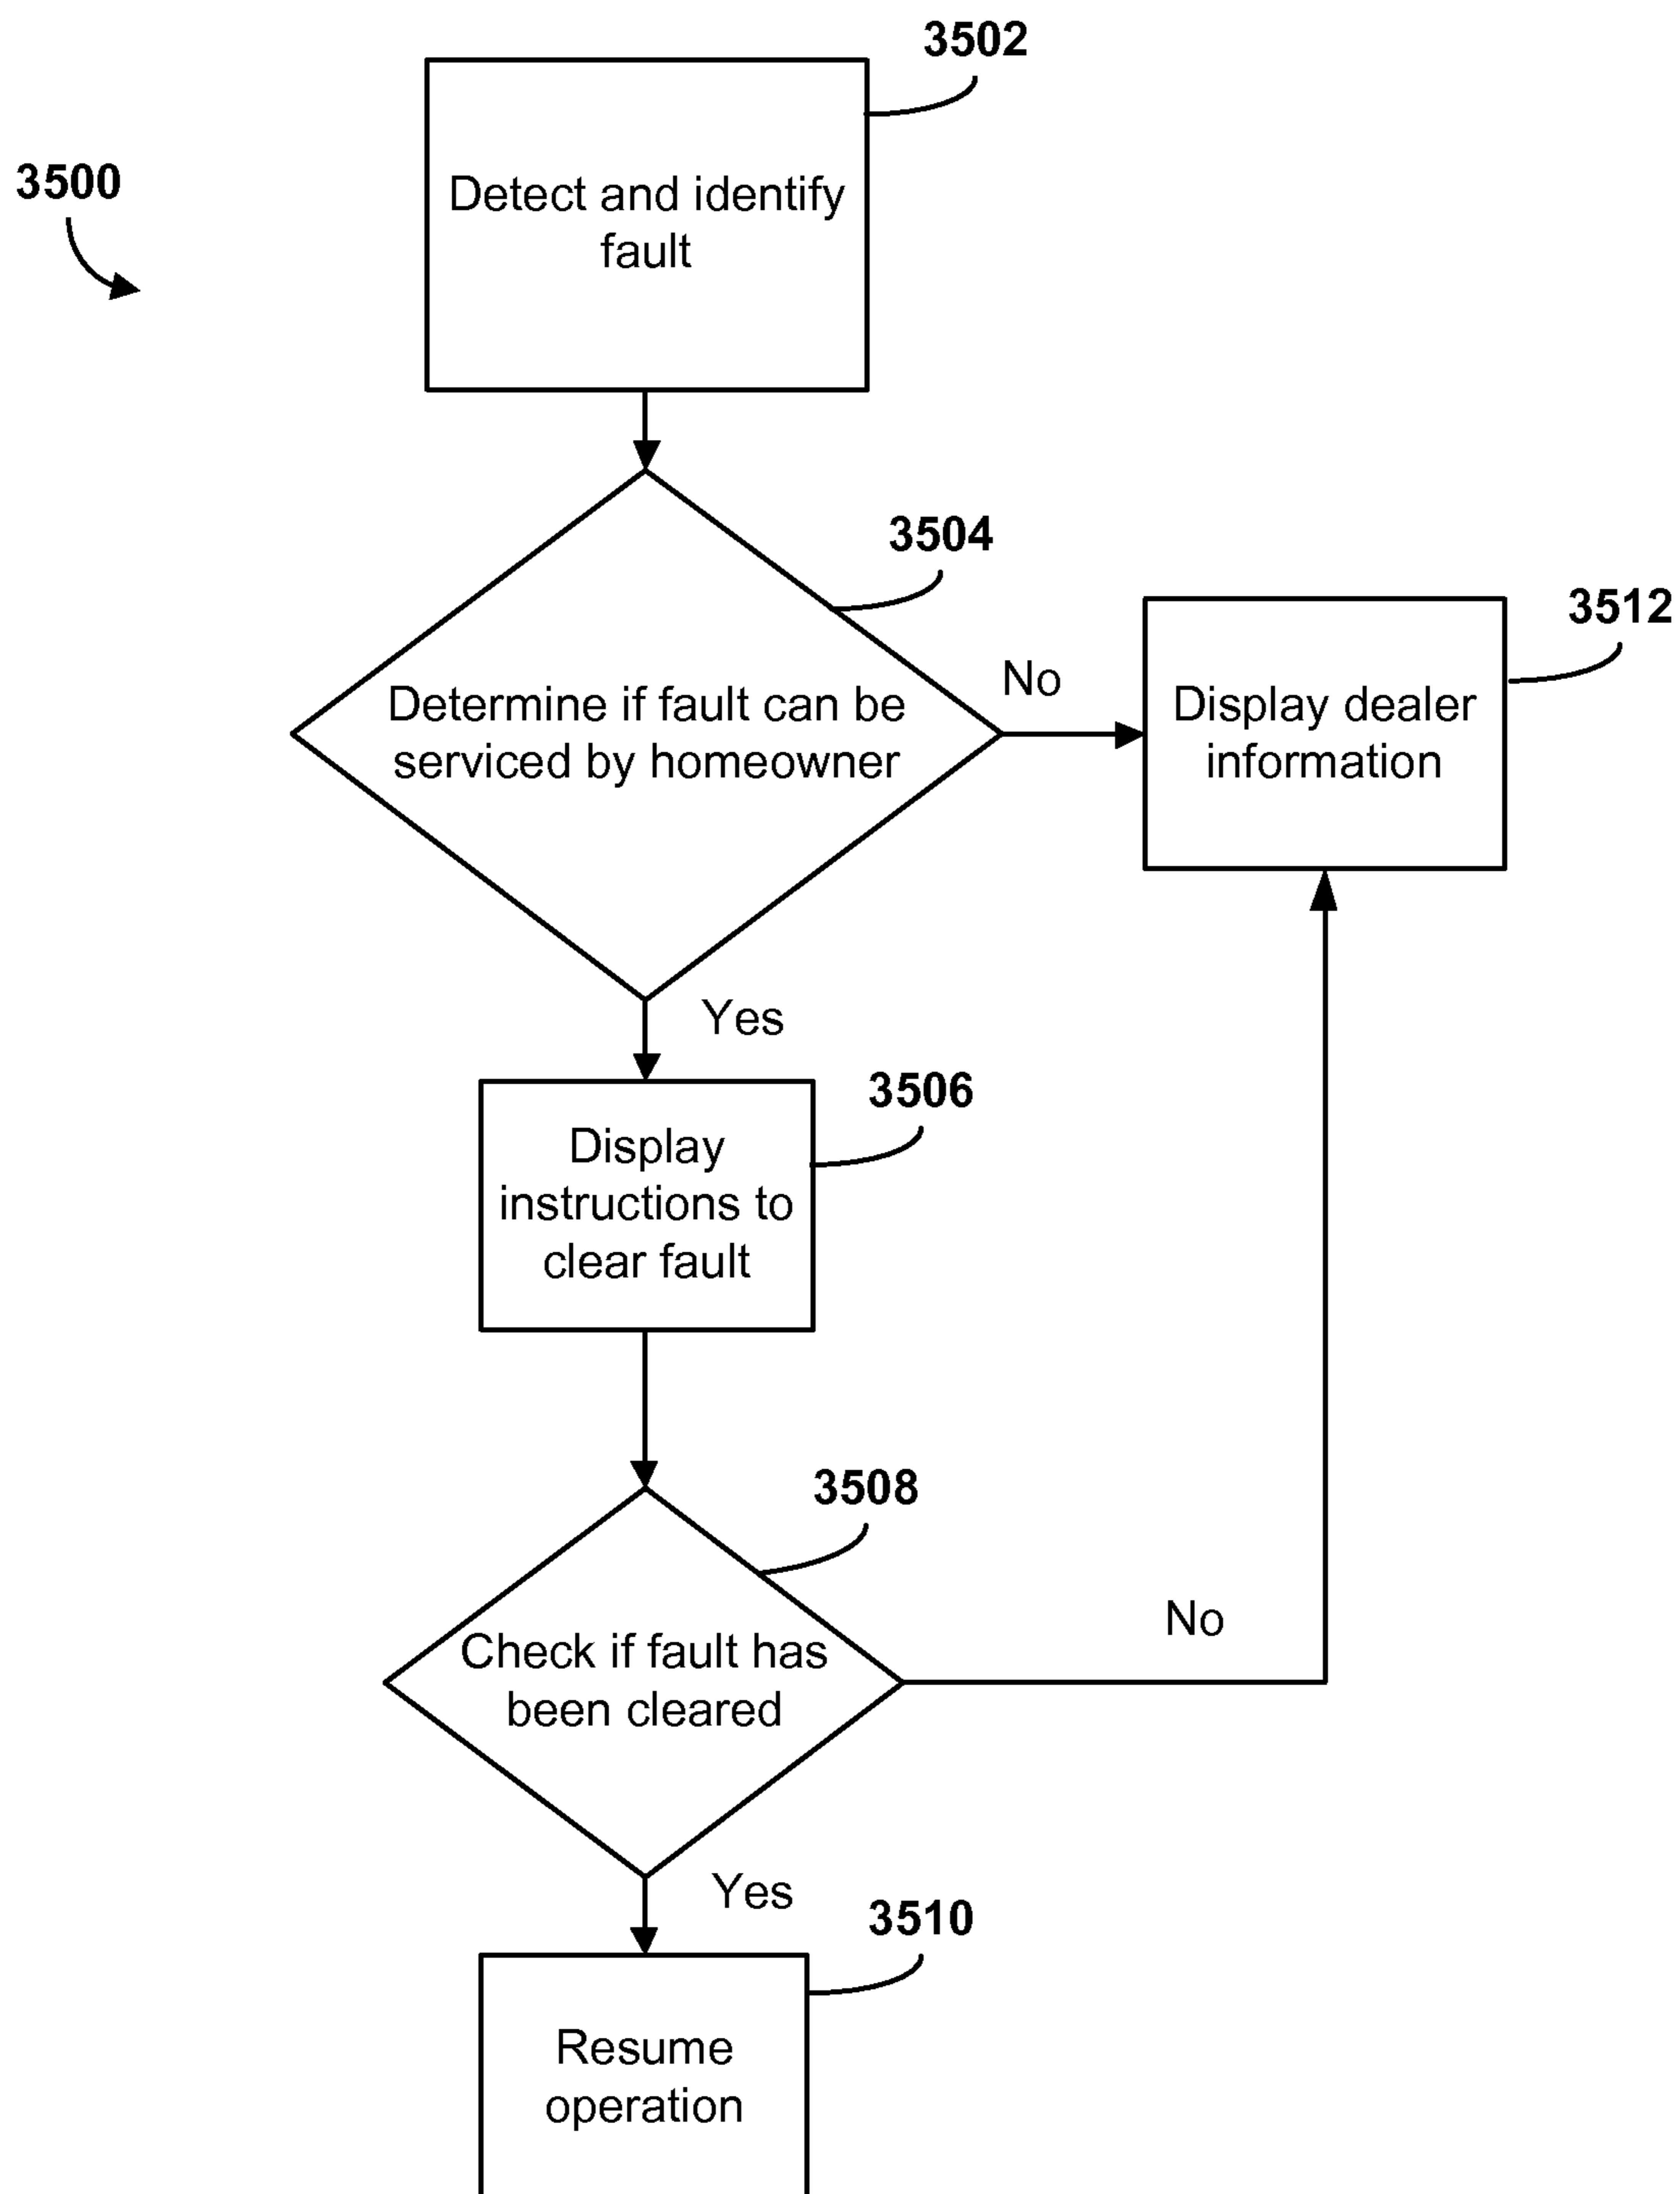 3502
3500
Detect and identify
fault
3504
3512
No
Determine if fault can be
serviced by homeowner
Display dealer
information
Yes
3506
Display
instructions to
clear fault
3508
No
Check if fault has
been cleared
Yes
3510
Resume
operation